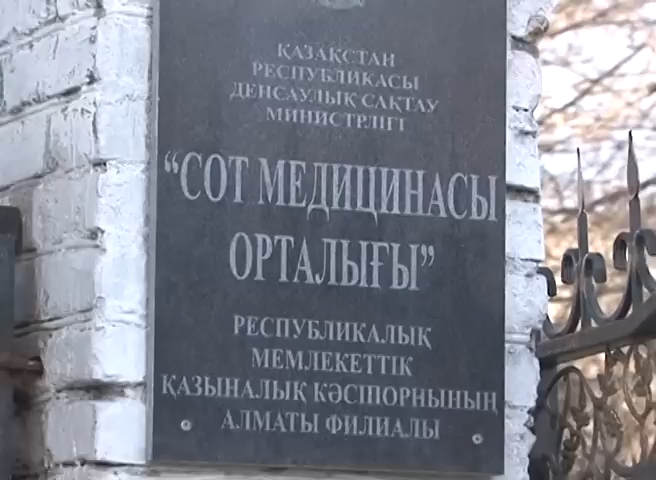 ҚАЗАҚСТАН
РЕСПУБЛИКАСЫ
ДЕНСАУЛЫҚ САҚТАУ
МИНИСТРЛІГІ
“СОТ МЕДИЦИНАСЫ
ОРТАЛЫҒЫ”
РЕСПУБЛИКАЛЫҚ
МЕМЛЕКЕТТІК
ҚАЗЫНАЛЫҚ КӘСІПОРНЫНЫҢ
АЛМАТЫ ФИЛИАЛЫ